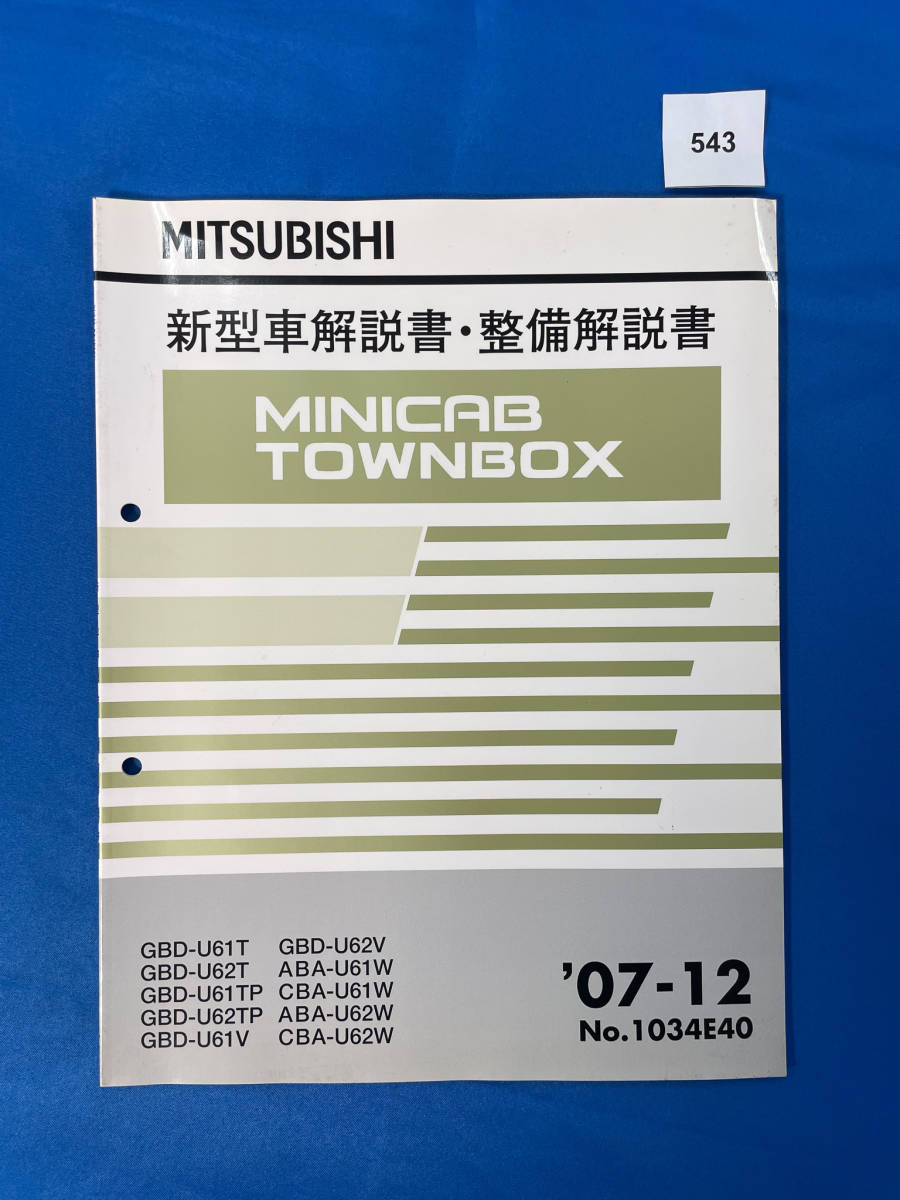 543
MITSUBISHI
新型車解説書・整備解説書
MINICAB
TOWNBOX
GBD-U61T GBD-U62V
GBD-U62T ABA-U61W
GBD-U61TP CBA-U61W
GBD-U62TP ABA-U62W
GBD-U61V CBA-U62W
’07-12
No.1034E40